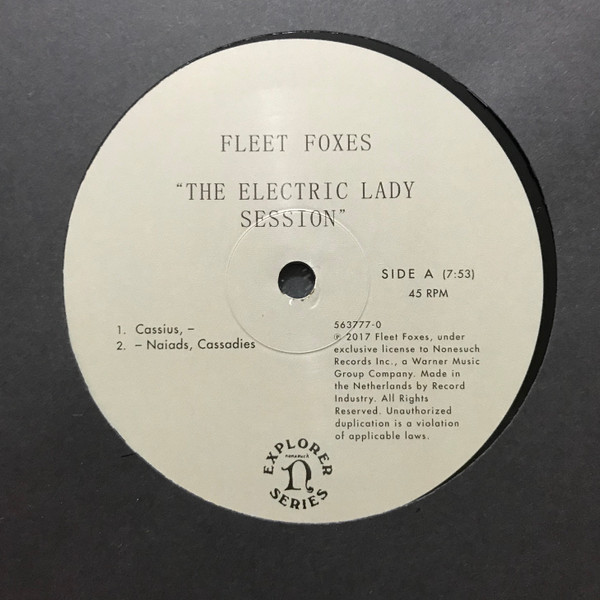 FLEET FOXES
“THE ELECTRIC LADY
SESSION”
SIDE A (7:53)
45 RPM
1. Cassius, –
2. – Naiads, Cassadies
563777-0
℗ 2017 Fleet Foxes, under
exclusive license to Nonesuch
Records Inc., a Warner Music
Group Company. Made in
the Netherlands by Record
Industry. All Rights
Reserved. Unauthorized
duplication is a violation
of applicable laws.
EXPLORER
nonesuch
n.
SERIES